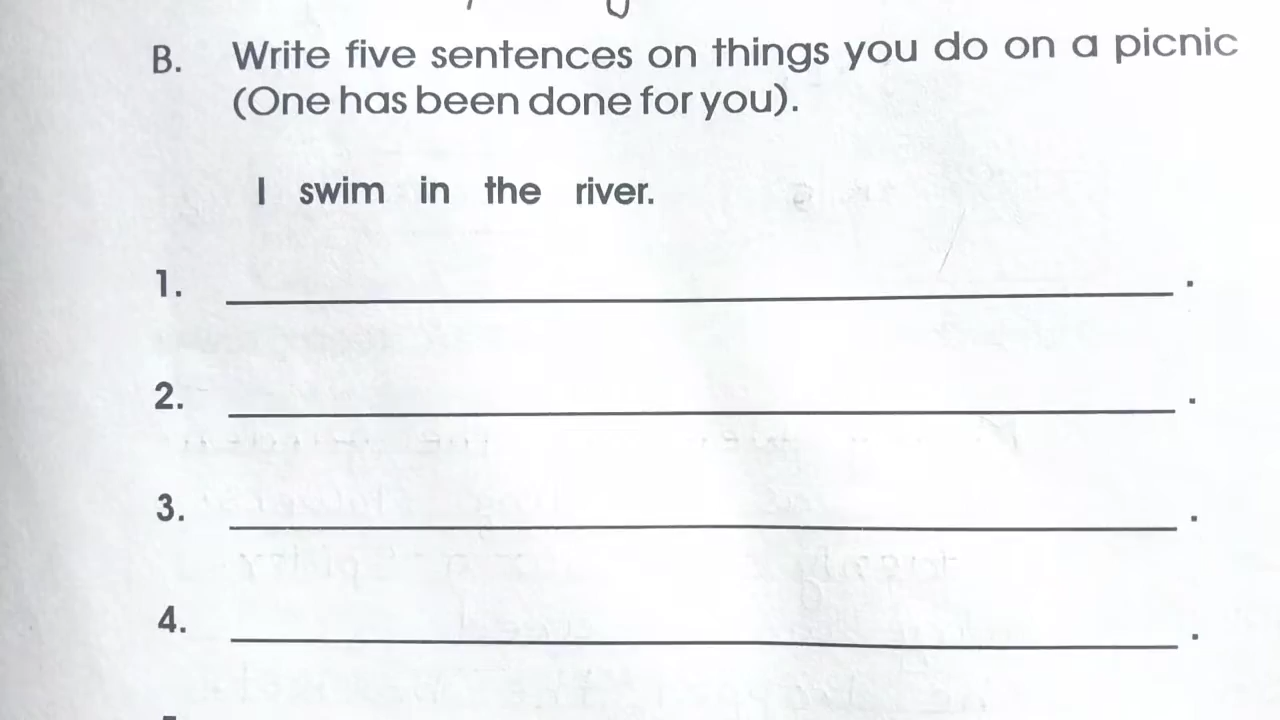 B. Write five sentences on things you do on a picnic
(One has been done for you).
I swim in the river.
1. .
2. .
3. .
4. .